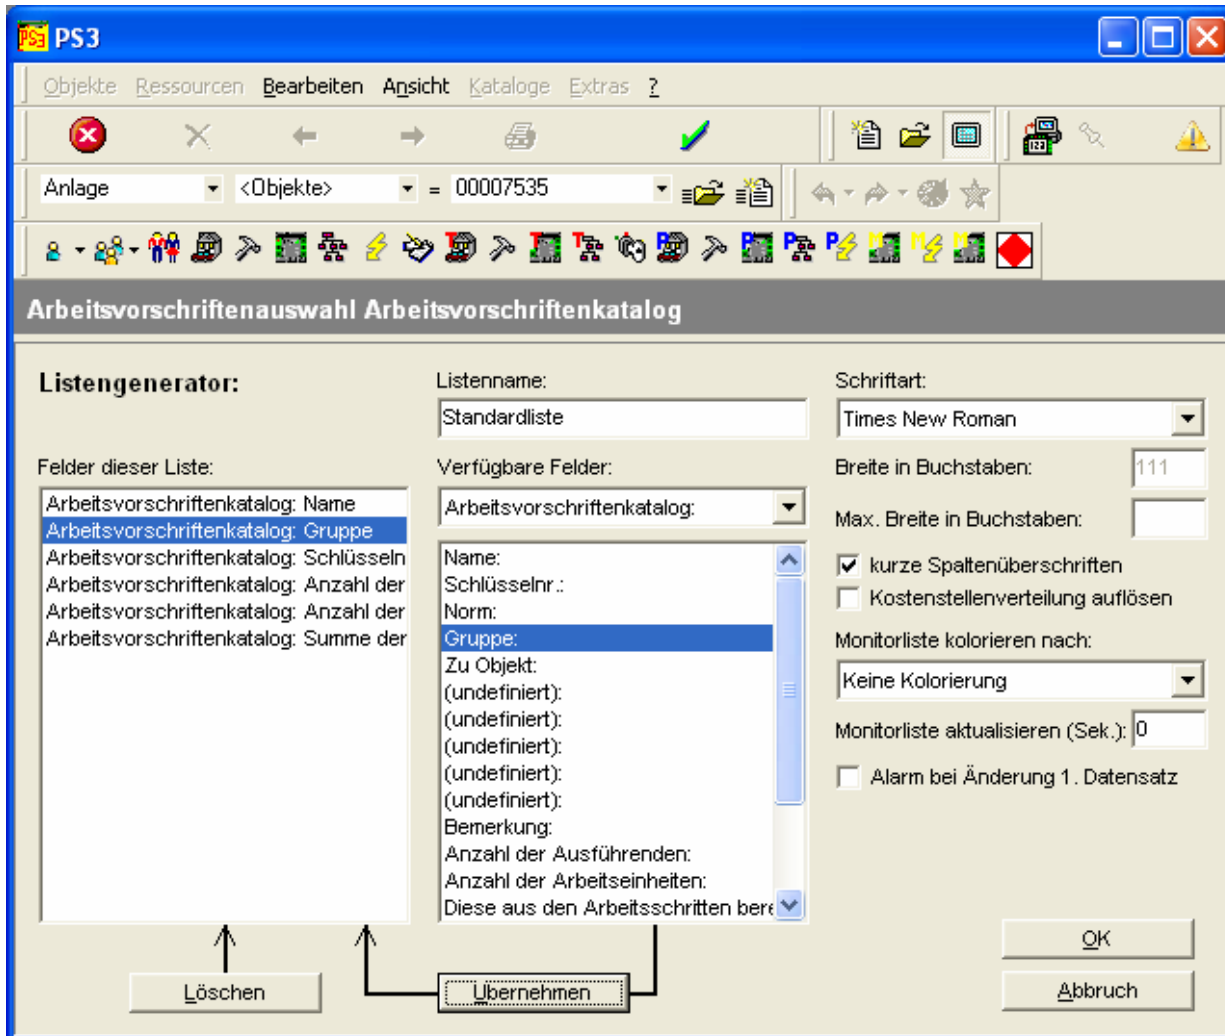 PS3
Objekte Ressourcen Bearbeiten Ansicht Kataloge Extras ?
Anlage <Objekte> = 00007535
Arbeitsvorschriftenauswahl Arbeitsvorschriftenkatalog
Listengenerator:
Listenname:
Standardliste
Schriftart:
Times New Roman
Felder dieser Liste:
Arbeitsvorschriftenkatalog: Name
Arbeitsvorschriftenkatalog: Gruppe
Arbeitsvorschriftenkatalog: Schlüsseln
Arbeitsvorschriftenkatalog: Anzahl der
Arbeitsvorschriftenkatalog: Anzahl der
Arbeitsvorschriftenkatalog: Summe der
Verfügbare Felder:
Arbeitsvorschriftenkatalog:
Name:
Schlüsselnr.:
Norm:
Gruppe:
Zu Objekt:
(undefiniert):
(undefiniert):
(undefiniert):
(undefiniert):
(undefiniert):
Bemerkung:
Anzahl der Ausführenden:
Anzahl der Arbeitseinheiten:
Diese aus den Arbeitsschritten bere
Breite in Buchstaben: 111
Max. Breite in Buchstaben:
kurze Spaltenüberschriften
Kostenstellenverteilung auflösen
Monitorliste kolorieren nach:
Keine Kolorierung
Monitorliste aktualisieren (Sek.): 0
Alarm bei Änderung 1. Datensatz
Löschen
Übernehmen
OK
Abbruch